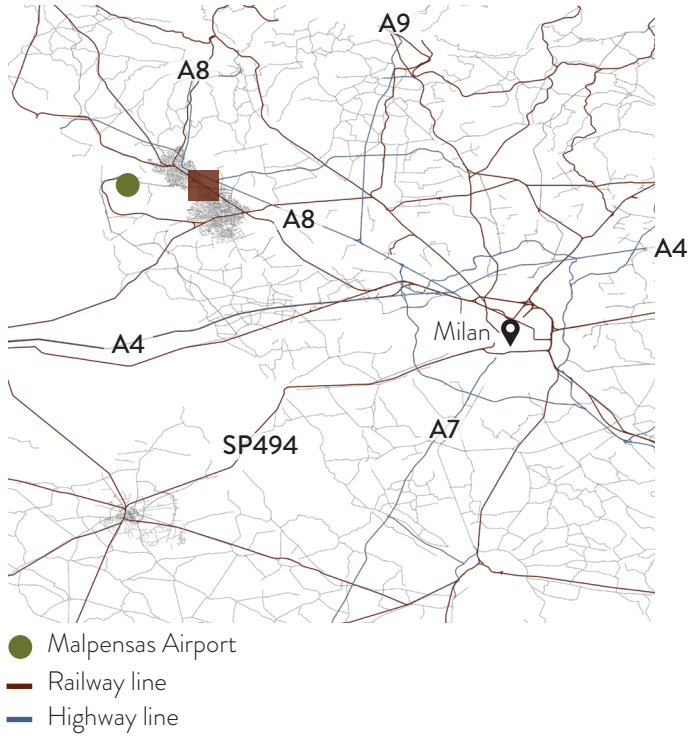 A9
A8
A8
A4
Milan
A4
A7
SP494
Malpensas Airport
Railway line
Highway line